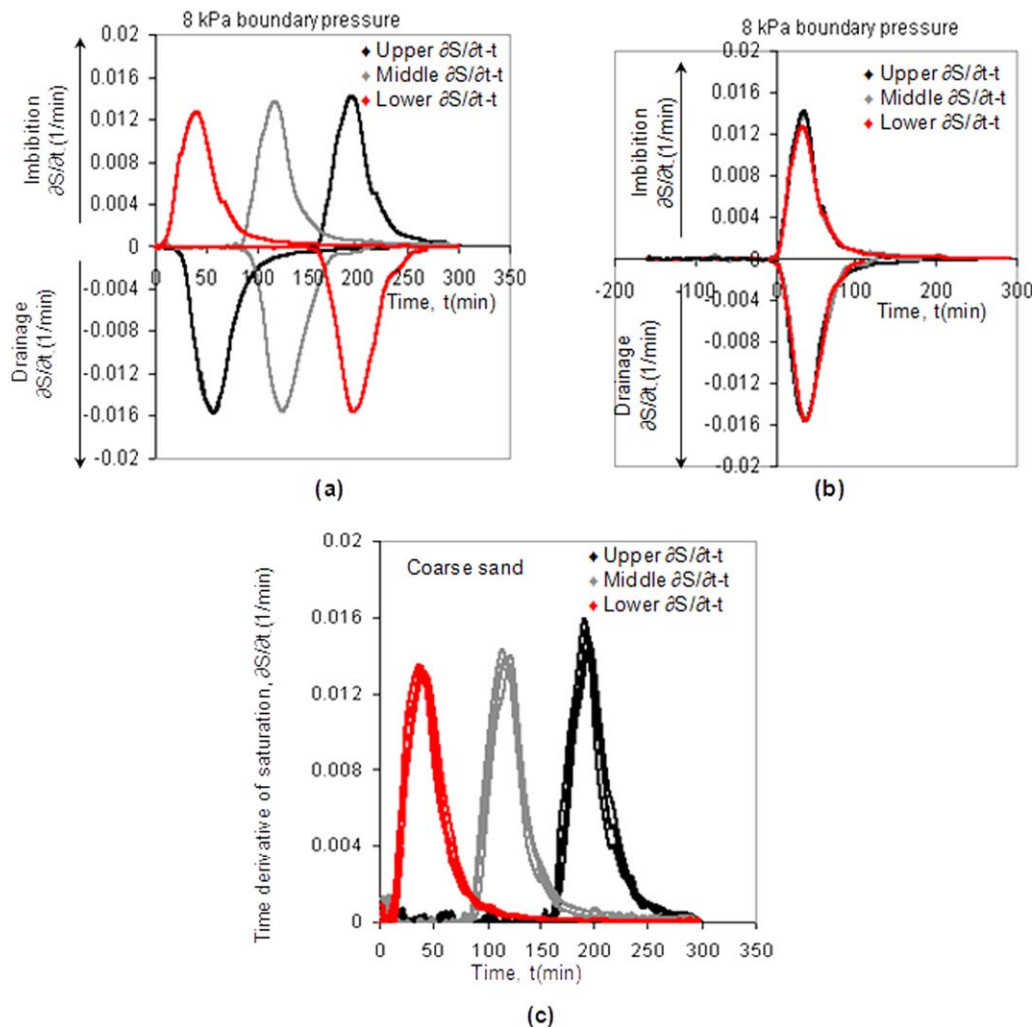 8 kPa boundary pressure
Imbibition
∂S/∂t,(1/min)
Drainage
∂S/∂t,(1/min)
0.02
0.016
0.012
0.008
0.004
0
-0.004
-0.008
-0.012
-0.016
-0.02
Upper ∂S/∂t-t
Middle ∂S/∂t-t
Lower ∂S/∂t-t
0 50 100 150 200 250 300 350
Time, t(min)
(a)
8 kPa boundary pressure
Imbibition
∂S/∂t,(1/min)
Drainage
∂S/∂t,(1/min)
0.02
0.016
0.012
0.008
0.004
0
-0.004
-0.008
-0.012
-0.016
-0.02
Upper ∂S/∂t-t
Middle ∂S/∂t-t
Lower ∂S/∂t-t
-200 -100 0 100 200 300
Time, t(min)
(b)
Time derivative of saturation, ∂S/∂t,(1/min)
0.02
0.016
0.012
0.008
0.004
0
Coarse sand
Upper ∂S/∂t-t
Middle ∂S/∂t-t
Lower ∂S/∂t-t
0 50 100 150 200 250 300 350
Time, t(min)
(c)